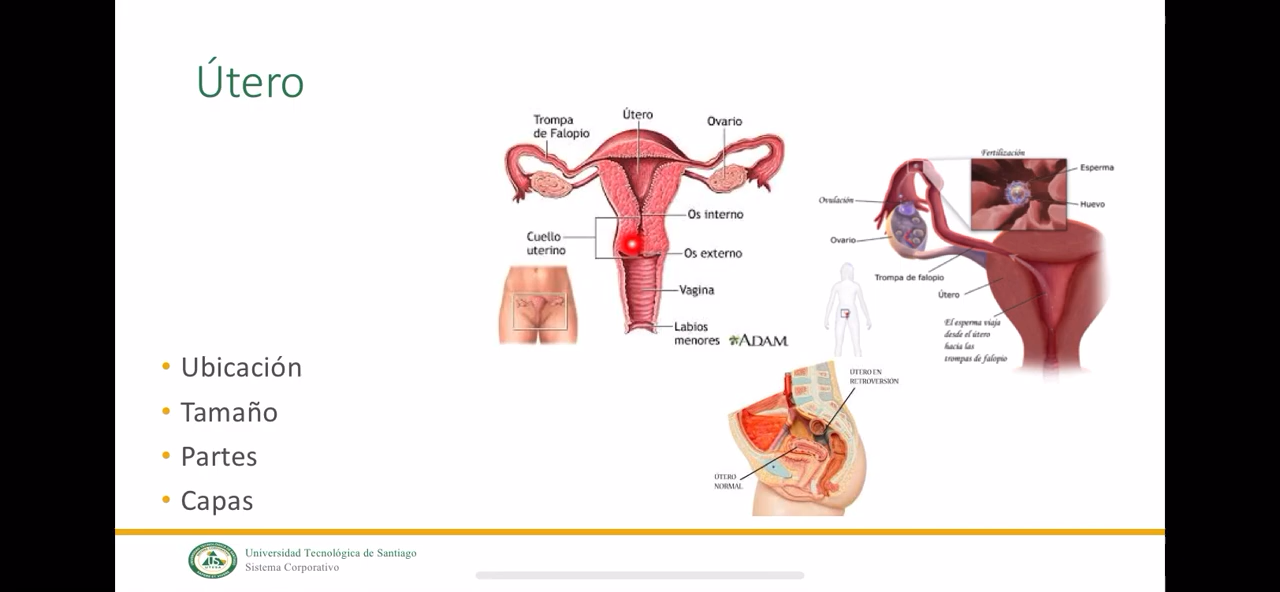 Útero
Trompa
de Falopio
Útero
Ovario
Os interno
Cuello
uterino
Os externo
Vagina
Labios
menores
ADAM
Fertilización
Esperma
Huevo
Ovulación
Ovario
Trompa de falopio
Útero
El esperma viaja
desde el útero
hacia las
trompas de falopio
ÚTERO EN
RETROVERSIÓN
ÚTERO
NORMAL
• Ubicación
• Tamaño
• Partes
• Capas
Universidad Tecnológica de Santiago
Sistema Corporativo